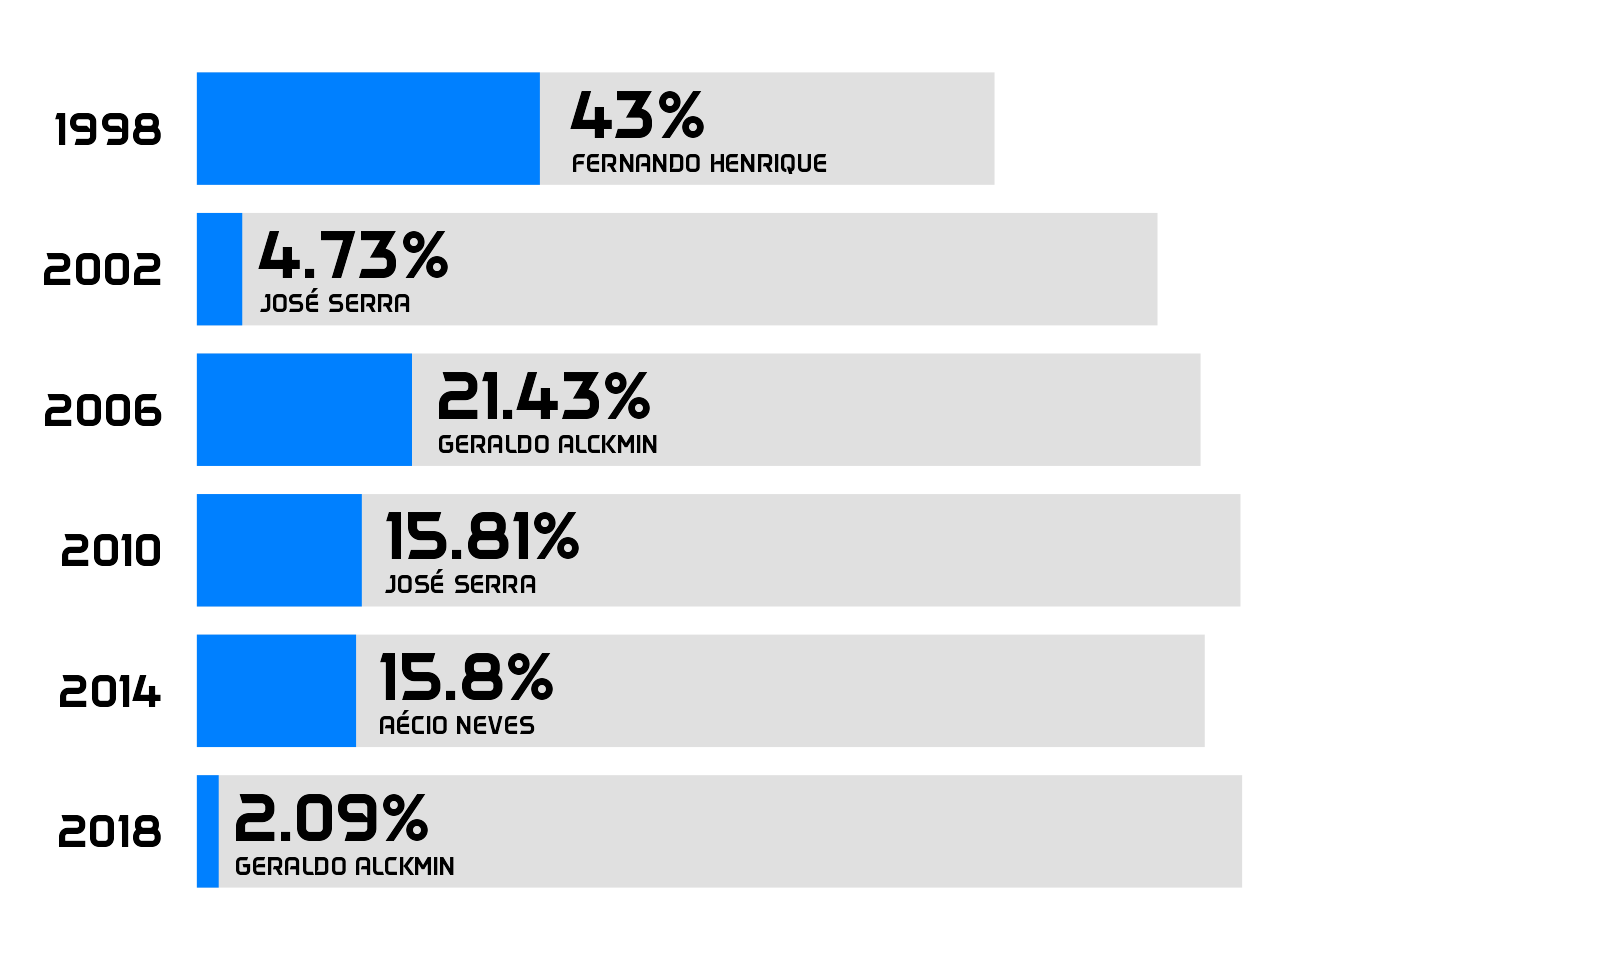 1998
43%
FERNANDO HENRIQUE
2002
4.73%
JOSÉ SERRA
2006
21.43%
GERALDO ALCKMIN
2010
15.81%
JOSÉ SERRA
2014
15.8%
AÉCIO NEVES
2018
2.09%
GERALDO ALCKMIN